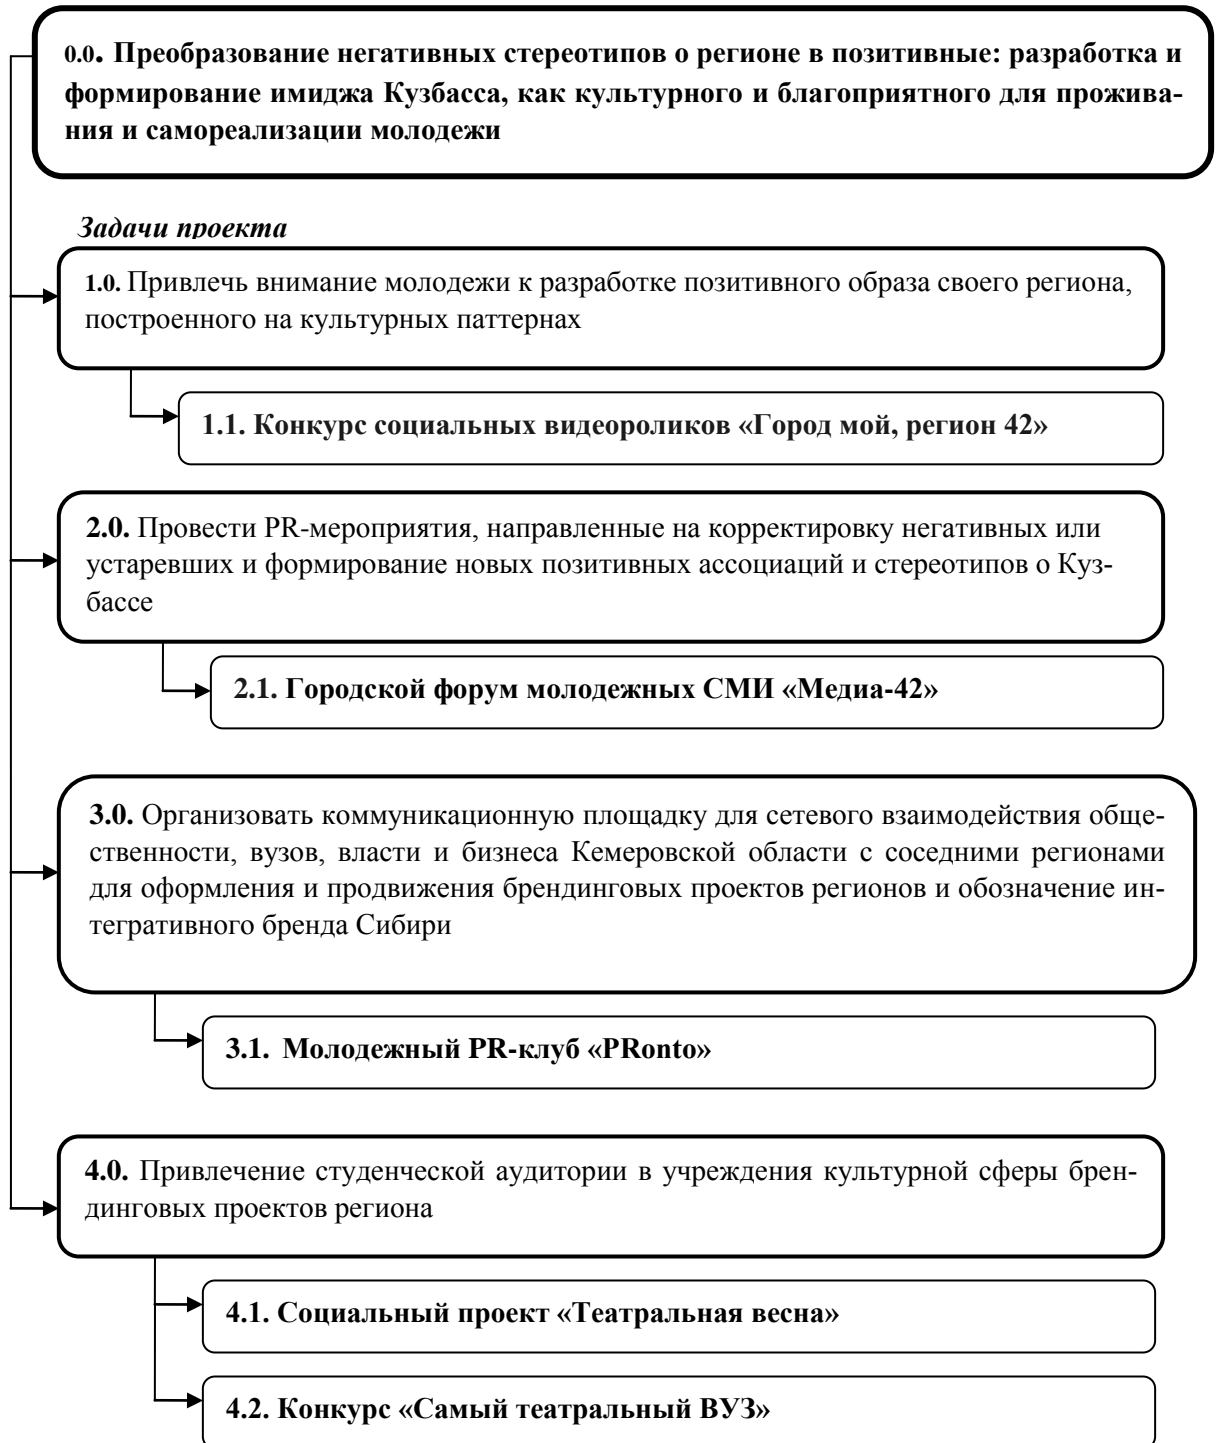 0.0. Преобразование негативных стереотипов о регионе в позитивные: разработка и
формирование имиджа Кузбасса, как культурного и благоприятного для прожива-
ния и самореализации молодежи
Задачи проекта
1.0. Привлечь внимание молодежи к разработке позитивного образа своего региона,
построенного на культурных паттернах
1.1. Конкурс социальных видеороликов «Город мой, регион 42»
2.0. Провести PR-мероприятия, направленные на корректировку негативных или
устаревших и формирование новых позитивных ассоциаций и стереотипов о Куз-
бассе
2.1. Городской форум молодежных СМИ «Медиа-42»
3.0. Организовать коммуникационную площадку для сетевого взаимодействия обще-
ственности, вузов, власти и бизнеса Кемеровской области с соседними регионами
для оформления и продвижения брендинговых проектов регионов и обозначение ин-
тегративного бренда Сибири
3.1. Молодежный PR-клуб «PRonto»
4.0. Привлечение студенческой аудитории в учреждения культурной сферы брен-
динговых проектов региона
4.1. Социальный проект «Театральная весна»
4.2. Конкурс «Самый театральный ВУЗ»